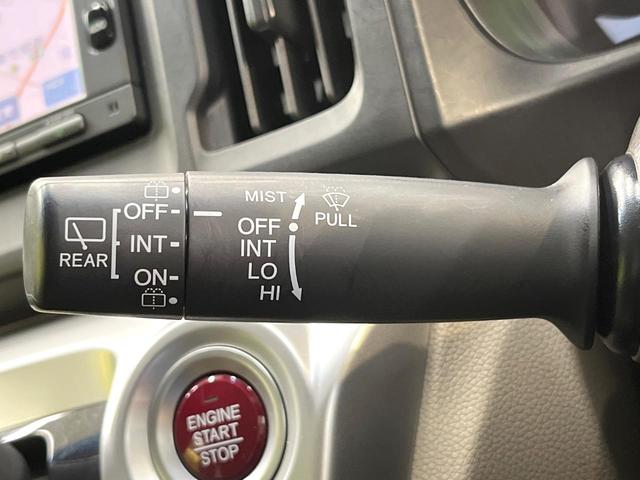 MIST
OFF
PULL
OFF
INT
INT
REAR
LO
ON
HI
ENGINE
START
STOP